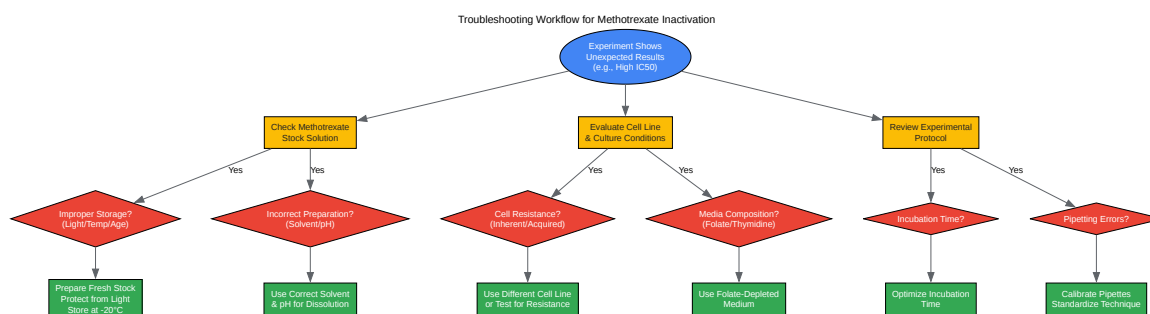 Troubleshooting Workflow for Methotrexate Inactivation
Experiment Shows
Unexpected Results
(e.g., High IC50)
Check Methotrexate
Stock Solution
Evaluate Cell Line
& Culture Conditions
Review Experimental
Protocol
Yes
Yes
Yes
Yes
Yes
Yes
Improper Storage?
(Light/Temp/Age)
Incorrect Preparation?
(Solvent/pH)
Cell Resistance?
(Inherent/Acquired)
Media Composition?
(Folate/Thymidine)
Incubation Time?
Pipetting Errors?
Prepare Fresh Stock
Protect from Light
Store at -20°C
Use Correct Solvent
& pH for Dissolution
Use Different Cell Line
or Test for Resistance
Use Folate-Depleted
Medium
Optimize Incubation
Time
Calibrate Pipettes
Standardize Technique